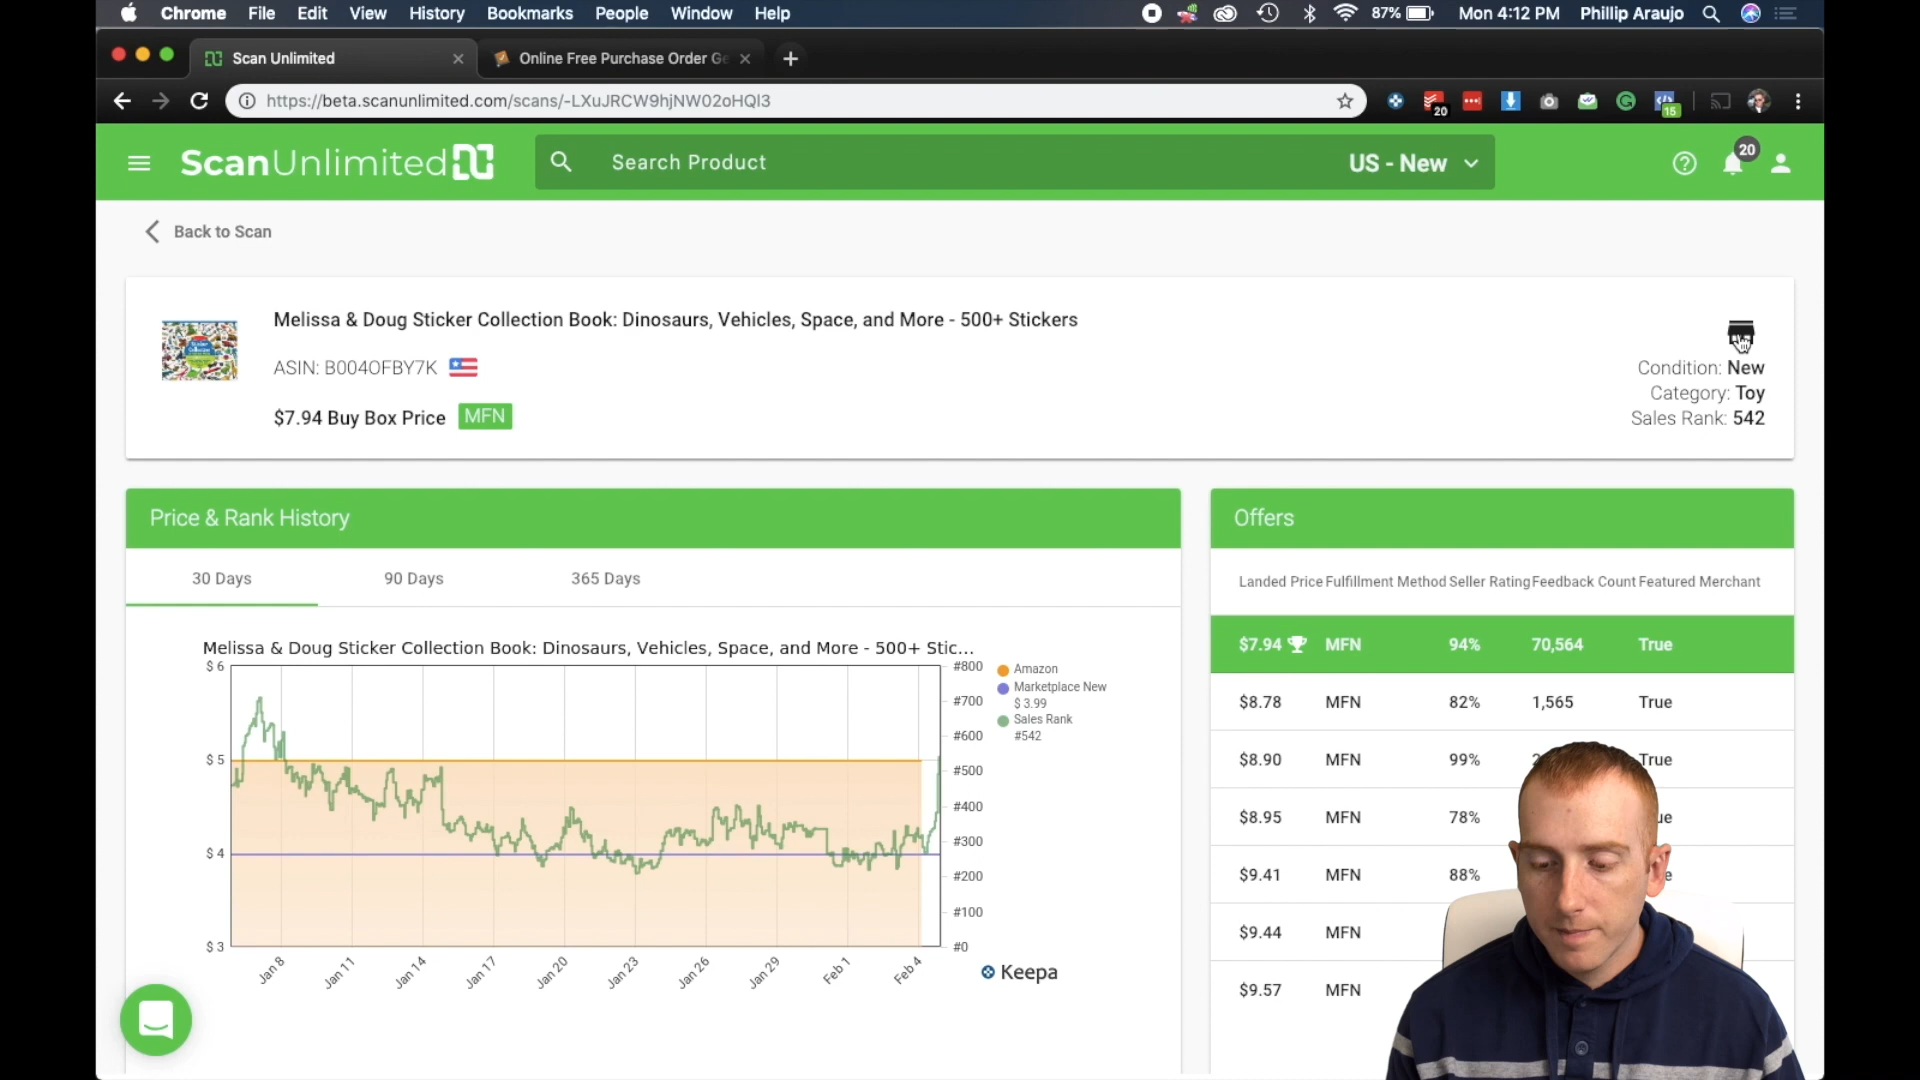 Chrome File Edit View History Bookmarks People Window Help 87% Mon 4:12 PM Phillip Araujo
Scan Unlimited Online Free Purchase Order Ge
https://beta.scanunlimited.com/scans/-LXuJRCW9hjNW02oHQl3 20 15
ScanUnlimited Search Product US - New 20
Back to Scan
Melissa & Doug Sticker Collection Book: Dinosaurs, Vehicles, Space, and More - 500+ Stickers
ASIN: B004OFBY7K
$7.94 Buy Box Price MFN
Condition: New
Category: Toy
Sales Rank: 542
Price & Rank History
30 Days 90 Days 365 Days
Melissa & Doug Sticker Collection Book: Dinosaurs, Vehicles, Space, and More - 500+ Stic...
$ 6
$ 5
$ 4
$ 3
#800
#700
#600
#500
#400
#300
#200
#100
#0
Amazon
Marketplace New
$ 3.99
Sales Rank
#542
Jan 8 Jan 11 Jan 14 Jan 17 Jan 20 Jan 23 Jan 26 Jan 29 Feb 1 Feb 4
Keepa
Offers
Landed Price Fulfillment Method Seller Rating Feedback Count Featured Merchant
$7.94 MFN 94% 70,564 True
$8.78 MFN 82% 1,565 True
$8.90 MFN 99% True
$8.95 MFN 78%
$9.41 MFN 88%
$9.44 MFN
$9.57 MFN